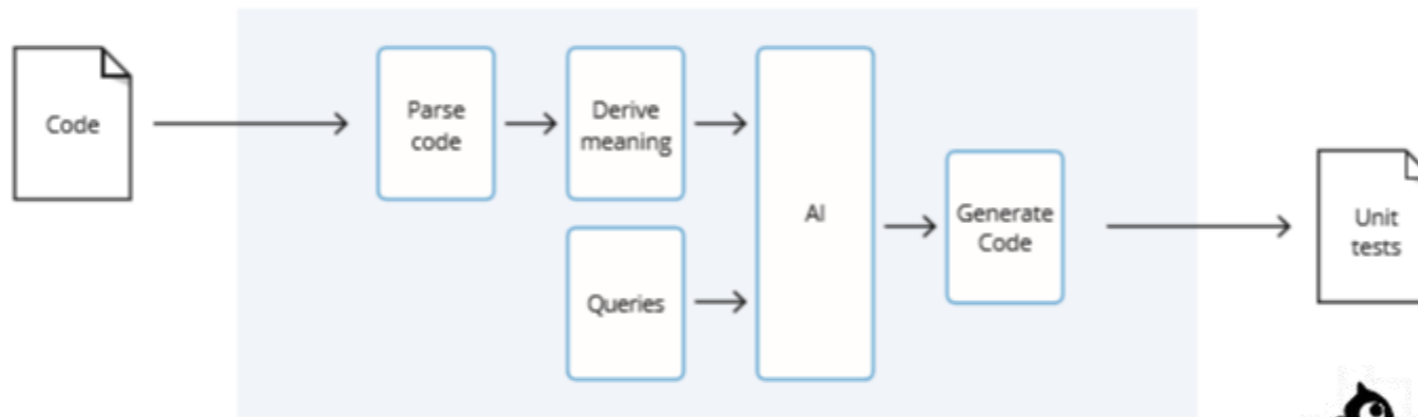 Code
Parse
code
Derive
meaning
Queries
AI
Generate
Code
Unit
tests